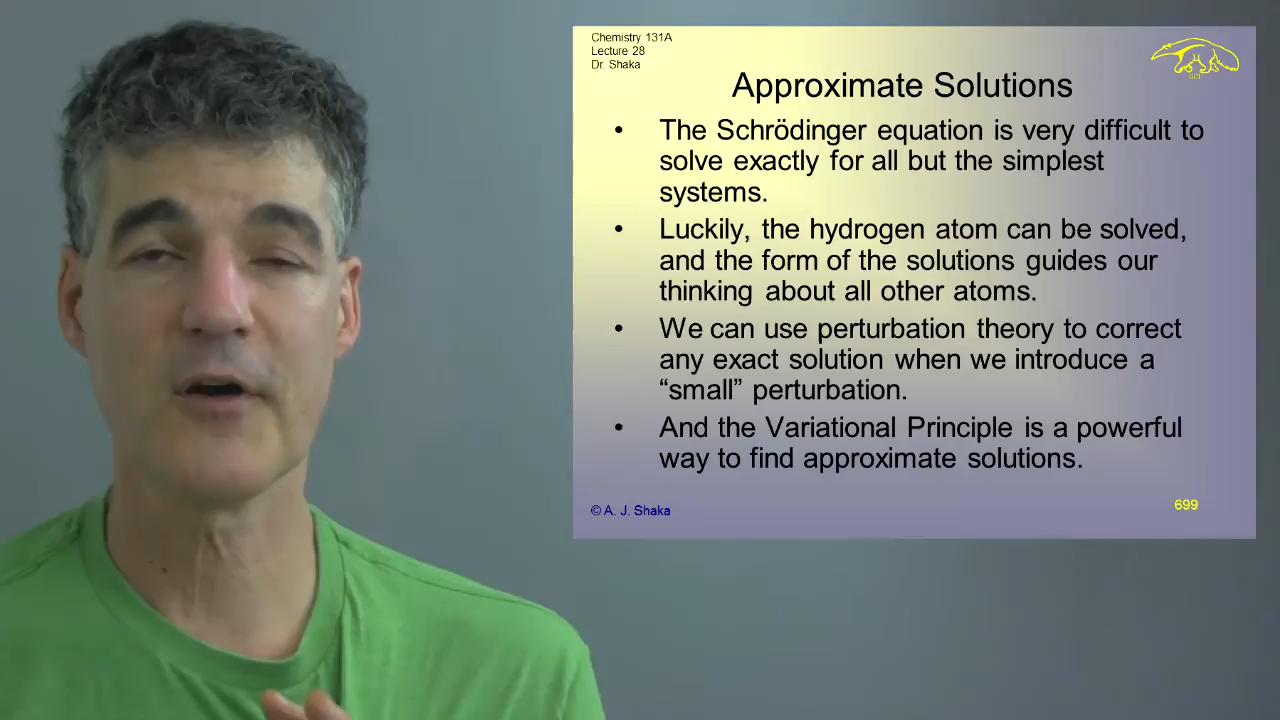 Chemistry 131A
Lecture 28
Dr. Shaka
UCI
Approximate Solutions
• The Schrödinger equation is very difficult to
solve exactly for all but the simplest
systems.
• Luckily, the hydrogen atom can be solved,
and the form of the solutions guides our
thinking about all other atoms.
• We can use perturbation theory to correct
any exact solution when we introduce a
“small” perturbation.
• And the Variational Principle is a powerful
way to find approximate solutions.
© A. J. Shaka
699